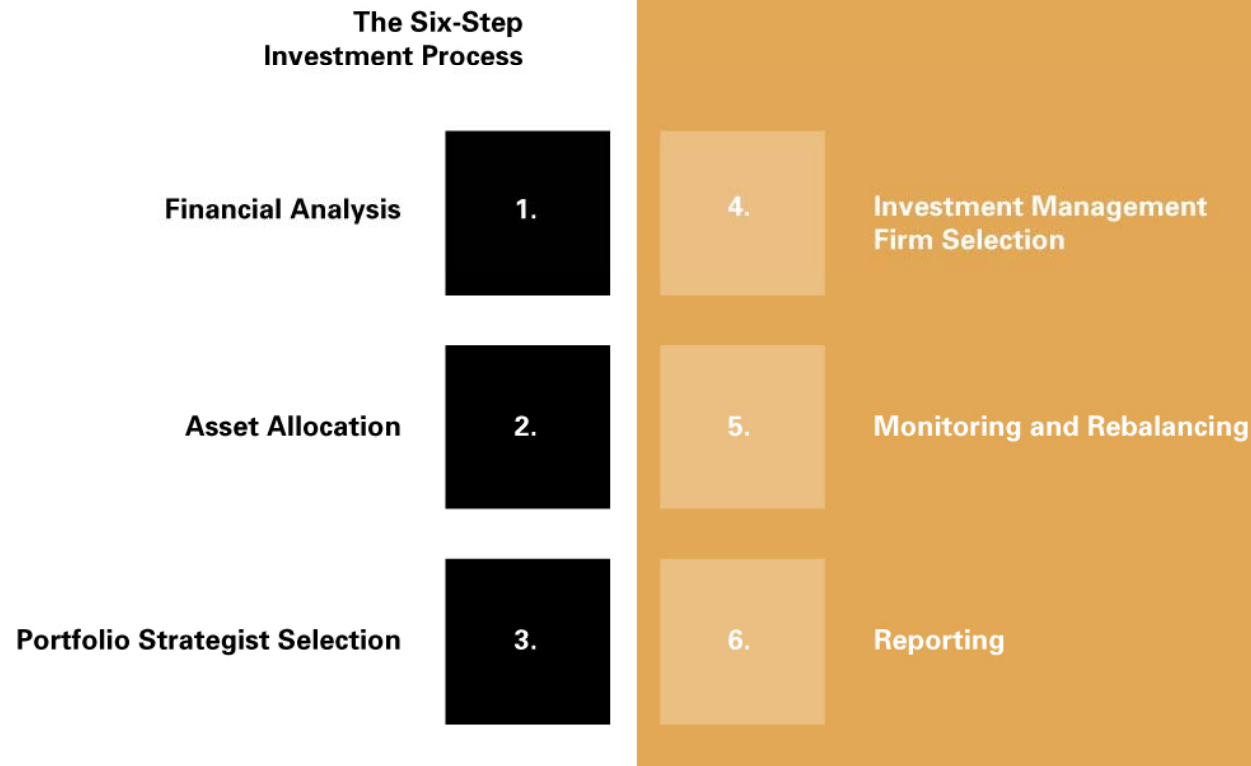 The Six-Step
Investment Process
Financial Analysis
1.
Asset Allocation
2.
Portfolio Strategist Selection
3.
4.
Investment Management
Firm Selection
5.
Monitoring and Rebalancing
6.
Reporting